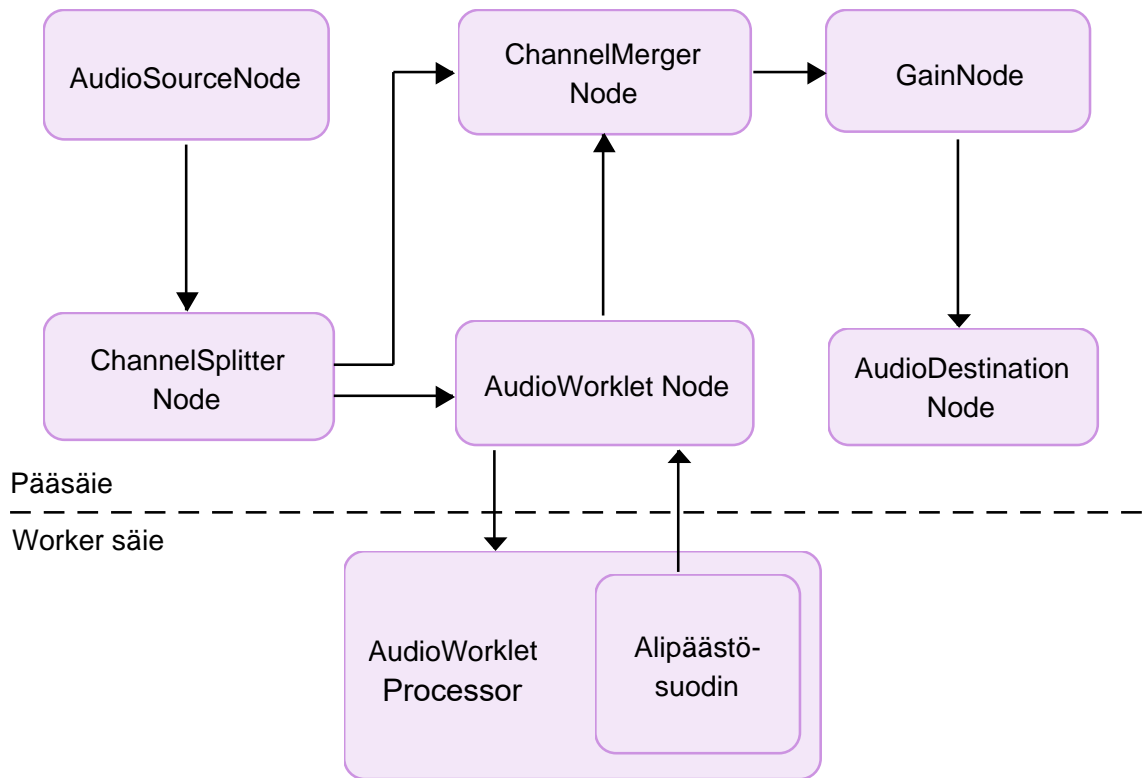 AudioSourceNode
ChannelMerger
Node
GainNode
ChannelSplitter
Node
AudioWorklet Node
AudioDestination
Node
Pääsäie
Worker säie
AudioWorklet
Processor
Alipäästö-
suodin